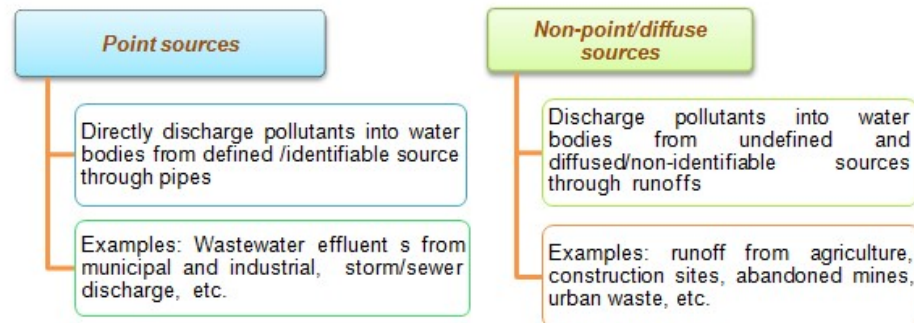 Point sources
Directly discharge pollutants into water
bodies from defined /identifiable source
through pipes
Examples: Wastewater effluent s from
municipal and industrial, storm/sewer
discharge, etc.
Non-point/diffuse
sources
Discharge pollutants into water
bodies from undefined and
diffused/non-identifiable sources
through runoffs
Examples: runoff from agriculture,
construction sites, abandoned mines,
urban waste, etc.